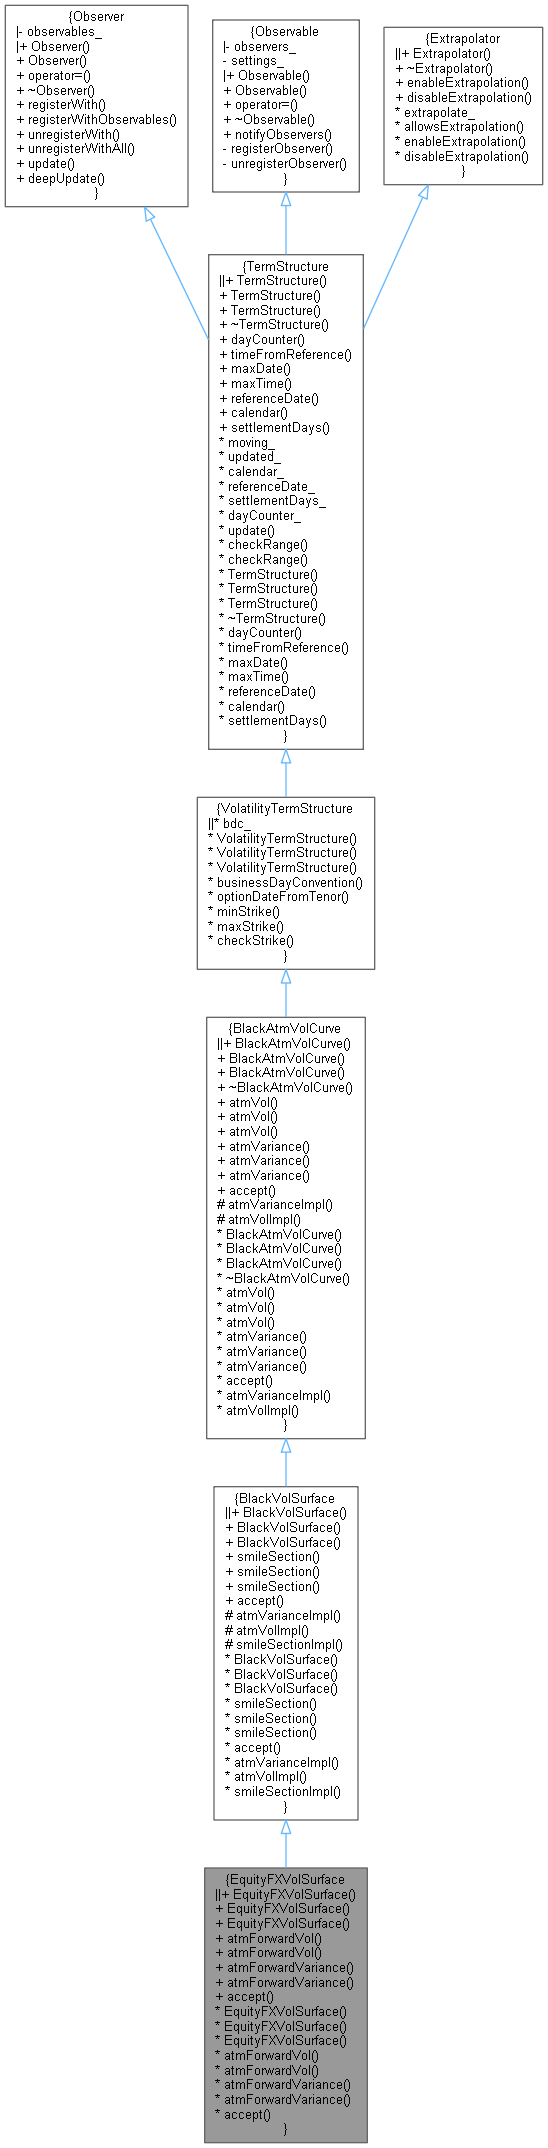 {Observer
|- observables_
|+ Observer()
+ Observer()
+ operator=()
+ ~Observer()
+ registerWith()
+ registerWithObservables()
+ unregisterWith()
+ unregisterWithAll()
+ update()
+ deepUpdate()
}
{Observable
|- observers_
- settings_
|+ Observable()
+ Observable()
+ operator=()
+ ~Observable()
+ notifyObservers()
- registerObserver()
- unregisterObserver()
}
{Extrapolator
||+ Extrapolator()
+ ~Extrapolator()
+ enableExtrapolation()
+ disableExtrapolation()
* extrapolate_
* allowsExtrapolation()
* enableExtrapolation()
* disableExtrapolation()
}
{TermStructure
||+ TermStructure()
+ TermStructure()
+ TermStructure()
+ ~TermStructure()
+ dayCounter()
+ timeFromReference()
+ maxDate()
+ maxTime()
+ referenceDate()
+ calendar()
+ settlementDays()
* moving_
* updated_
* calendar_
* referenceDate_
* settlementDays_
* dayCounter_
* update()
* checkRange()
* checkRange()
* TermStructure()
* TermStructure()
* TermStructure()
* ~TermStructure()
* dayCounter()
* timeFromReference()
* maxDate()
* maxTime()
* referenceDate()
* calendar()
* settlementDays()
}
{VolatilityTermStructure
||* bdc_
* VolatilityTermStructure()
* VolatilityTermStructure()
* VolatilityTermStructure()
* businessDayConvention()
* optionDateFromTenor()
* minStrike()
* maxStrike()
* checkStrike()
}
{BlackAtmVolCurve
||+ BlackAtmVolCurve()
+ BlackAtmVolCurve()
+ BlackAtmVolCurve()
+ ~BlackAtmVolCurve()
+ atmVol()
+ atmVol()
+ atmVol()
+ atmVariance()
+ atmVariance()
+ atmVariance()
+ accept()
# atmVarianceImpl()
# atmVolImpl()
* BlackAtmVolCurve()
* BlackAtmVolCurve()
* BlackAtmVolCurve()
* ~BlackAtmVolCurve()
* atmVol()
* atmVol()
* atmVol()
* atmVariance()
* atmVariance()
* atmVariance()
* accept()
* atmVarianceImpl()
* atmVolImpl()
}
{BlackVolSurface
||+ BlackVolSurface()
+ BlackVolSurface()
+ BlackVolSurface()
+ smileSection()
+ smileSection()
+ smileSection()
+ accept()
# atmVarianceImpl()
# atmVolImpl()
# smileSectionImpl()
* BlackVolSurface()
* BlackVolSurface()
* BlackVolSurface()
* smileSection()
* smileSection()
* smileSection()
* accept()
* atmVarianceImpl()
* atmVolImpl()
* smileSectionImpl()
}
{EquityFXVolSurface
||+ EquityFXVolSurface()
+ EquityFXVolSurface()
+ EquityFXVolSurface()
+ atmForwardVol()
+ atmForwardVol()
+ atmForwardVariance()
+ atmForwardVariance()
+ accept()
* EquityFXVolSurface()
* EquityFXVolSurface()
* EquityFXVolSurface()
* atmForwardVol()
* atmForwardVol()
* atmForwardVariance()
* atmForwardVariance()
* accept()
}